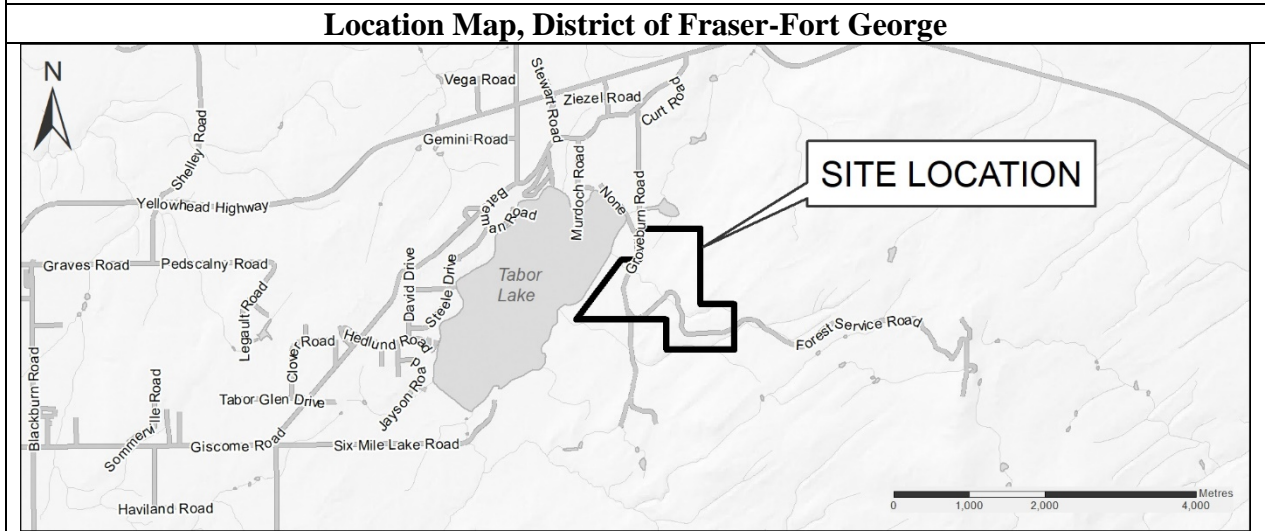 Location Map, District of Fraser-Fort George
N
Vega Road
Stewart Road
Ziezel Road
Curt Road
Gemini Road
Shelley Road
Murdoch Road
None
SITE LOCATION
Yellowhead Highway
Bateman Road
Groveburn Road
Graves Road
Pedscalny Road
David Drive
Steele Drive
Tabor
Lake
Legault Road
Clover Road
Hedlund Road
Forest Service Road
Blackburn Road
Sommerville Road
Tabor Glen Drive
Jayson Road
Giscome Road
Six Mile Lake Road
Haviland Road
Metres
0 1,000 2,000 4,000